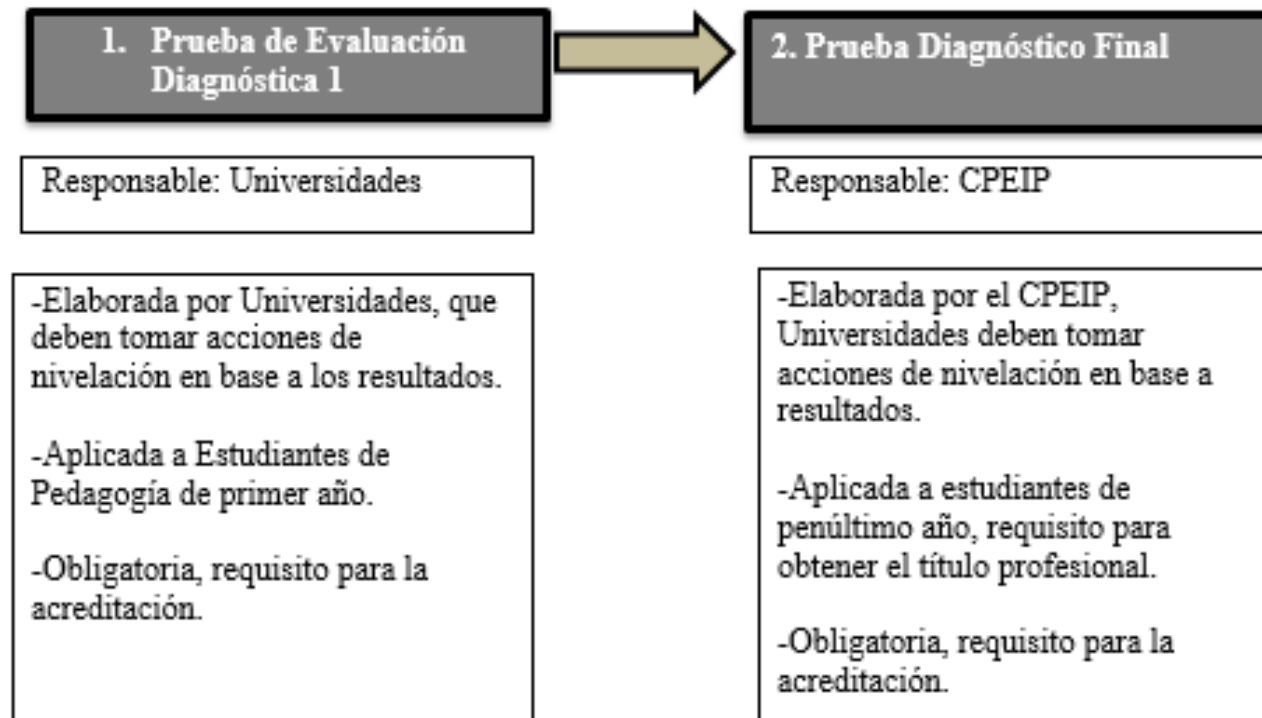 1. Prueba de Evaluación
Diagnóstica 1
2. Prueba Diagnóstico Final
Responsable: Universidades
Responsable: CPEIP
-Elaborada por Universidades, que
deben tomar acciones de
nivelación en base a los resultados.
-Aplicada a Estudiantes de
Pedagogía de primer año.
-Obligatoria, requisito para la
acreditación.
-Elaborada por el CPEIP,
Universidades deben tomar
acciones de nivelación en base a
resultados.
-Aplicada a estudiantes de
penúltimo año, requisito para
obtener el título profesional.
-Obligatoria, requisito para la
acreditación.